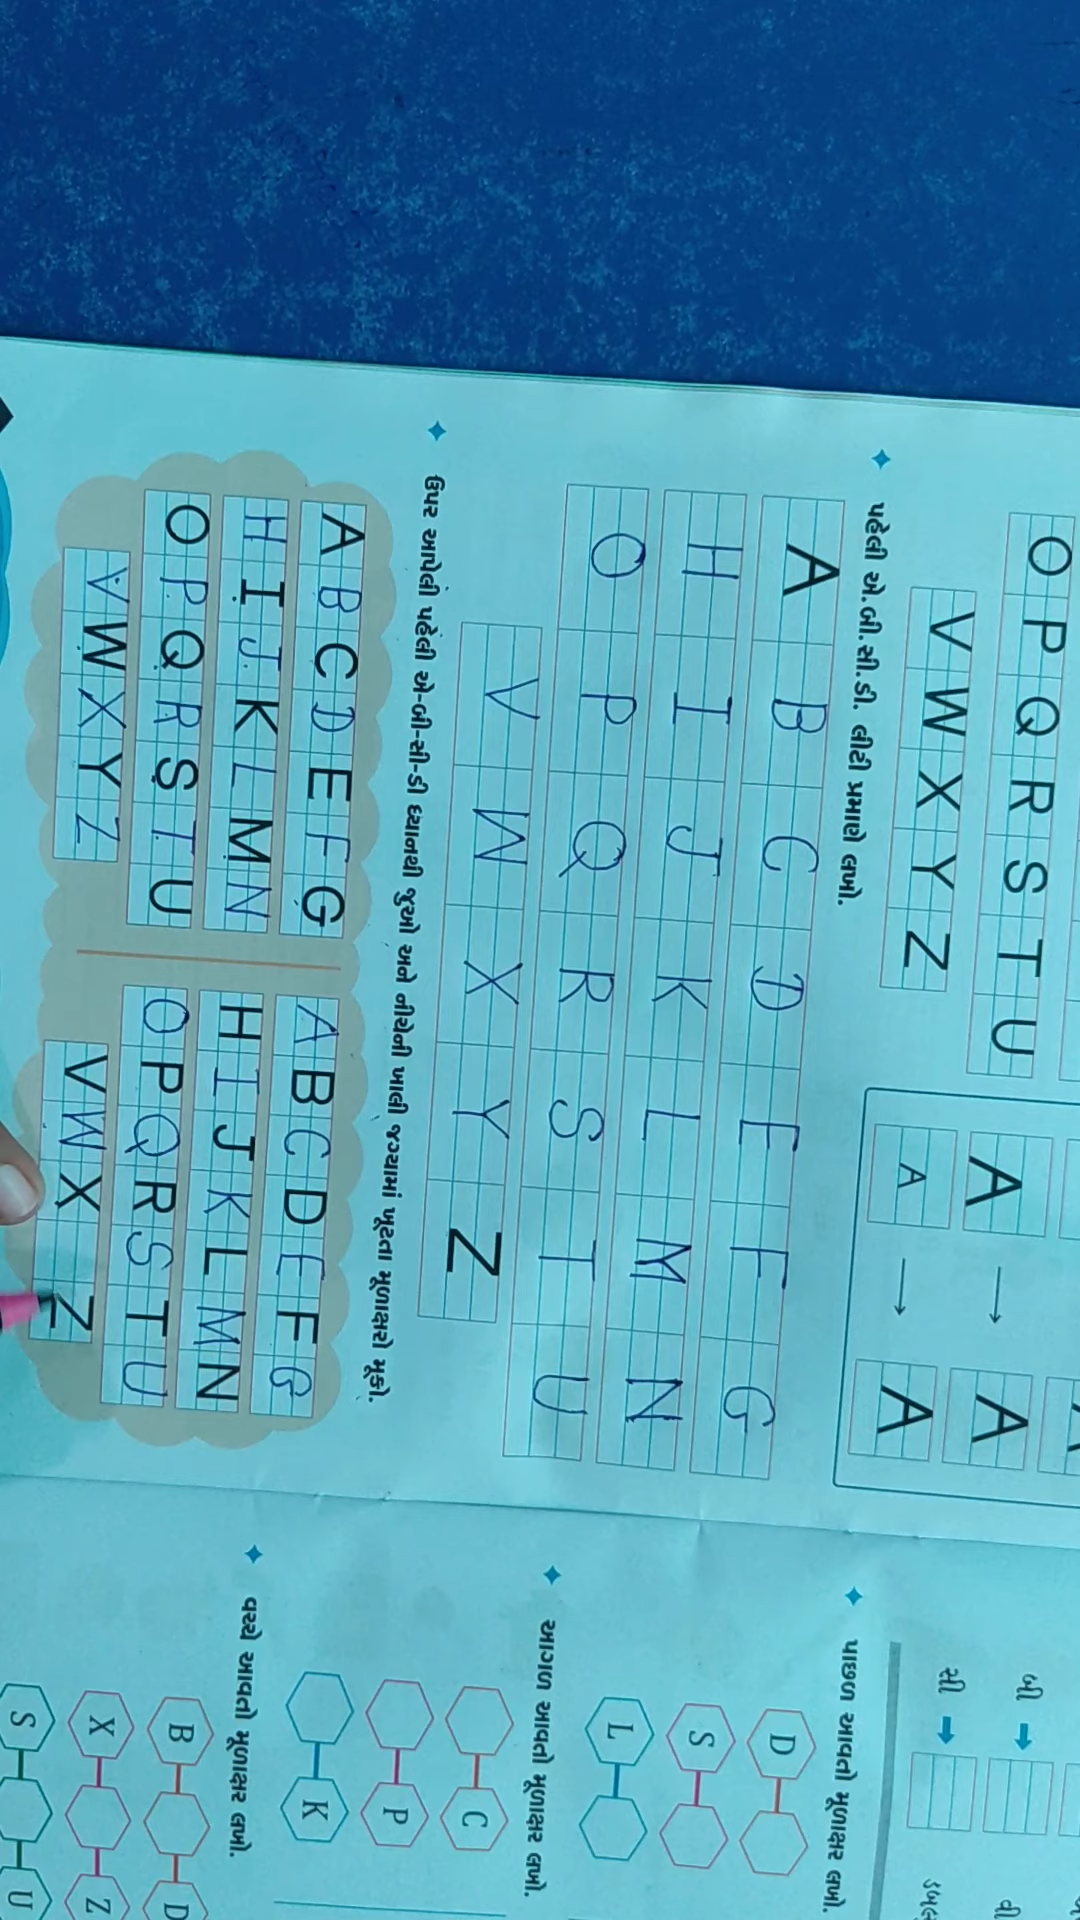 O P Q R S T U
V W X Y Z
A → A
A → A
પહેલી એ.બી.સી.ડી. લીટી પ્રમાણે લખો.
A B C D E F G
H I J K L M N
O P Q R S T U
V W X Y Z
ઉપર આપેલી પહેલી એ-બી-સી-ડી ધ્યાનથી જુઓ અને નીચેની ખાલી જગ્યામાં ખૂટતા મૂળાક્ષરો મૂકો.
A B C D E F G
H I J K L M N
O P Q R S T U
V W X Y Z
A B C D E F G
H I J K L M N
O P Q R S T U
V W X Z
બી
સી
પાછળ આવતો મૂળાક્ષર લખો.
D
S
L
આગળ આવતો મૂળાક્ષર લખો.
C
P
K
વચ્ચે આવતો મૂળાક્ષર લખો.
B D
X Z
S U